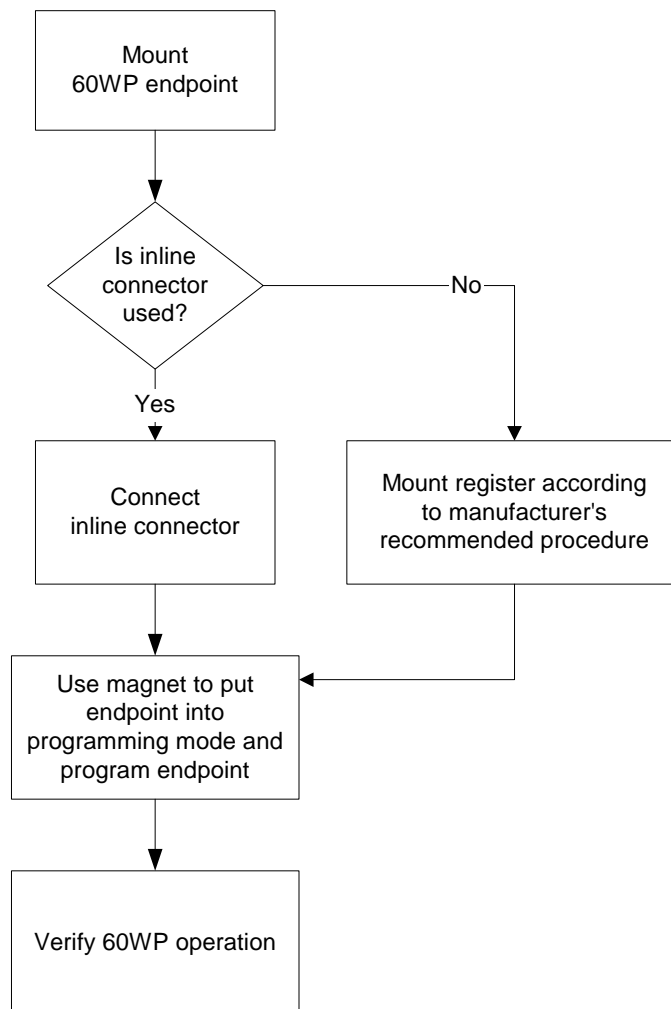 Mount
60WP endpoint
Is inline
connector
used?
No
Yes
Connect
inline connector
Mount register according
to manufacturer's
recommended procedure
Use magnet to put
endpoint into
programming mode and
program endpoint
Verify 60WP operation